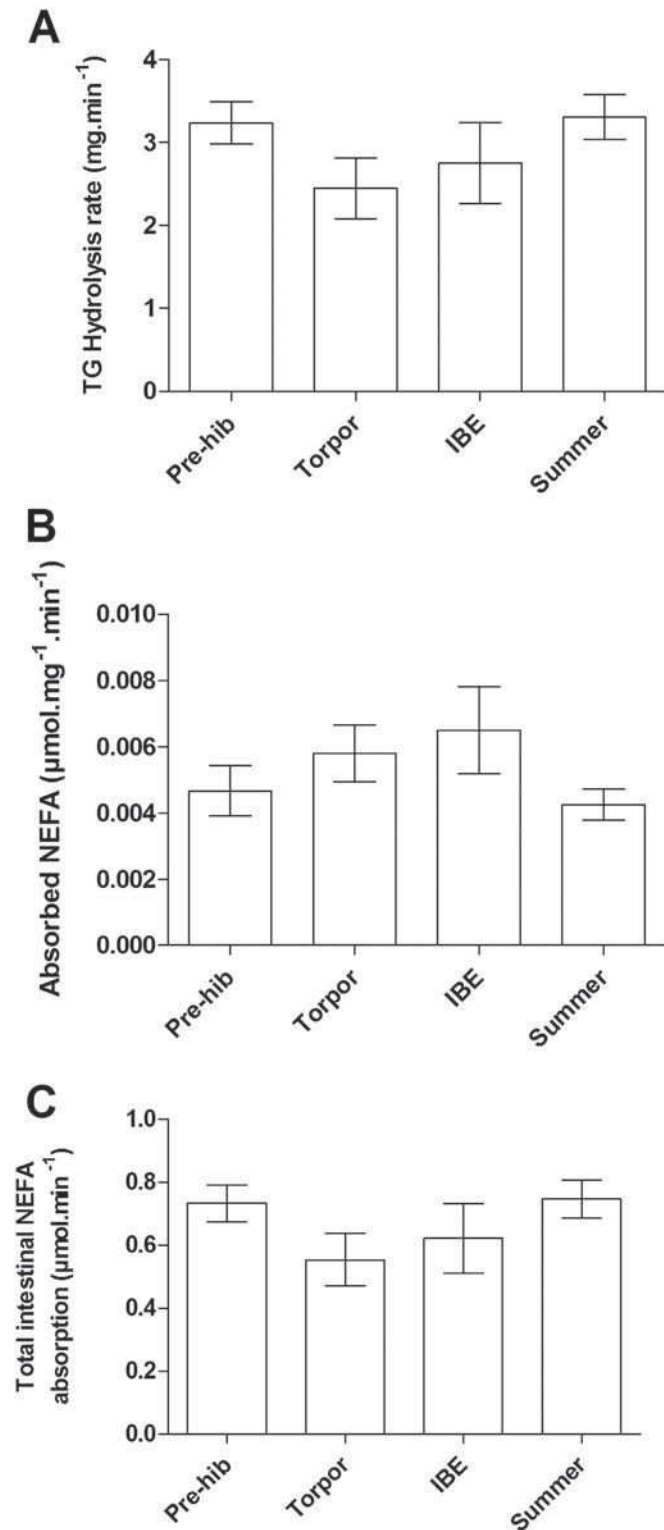 A
TG Hydrolysis rate (mg.min⁻¹)
4
3
2
1
0
Pre-hib
Torpor
IBE
Summer
B
Absorbed NEFA (µmol.mg⁻¹.min⁻¹)
0.010
0.008
0.006
0.004
0.002
0.000
Pre-hib
Torpor
IBE
Summer
C
Total intestinal NEFA
absorption (µmol.min⁻¹)
1.0
0.8
0.6
0.4
0.2
0.0
Pre-hib
Torpor
IBE
Summer